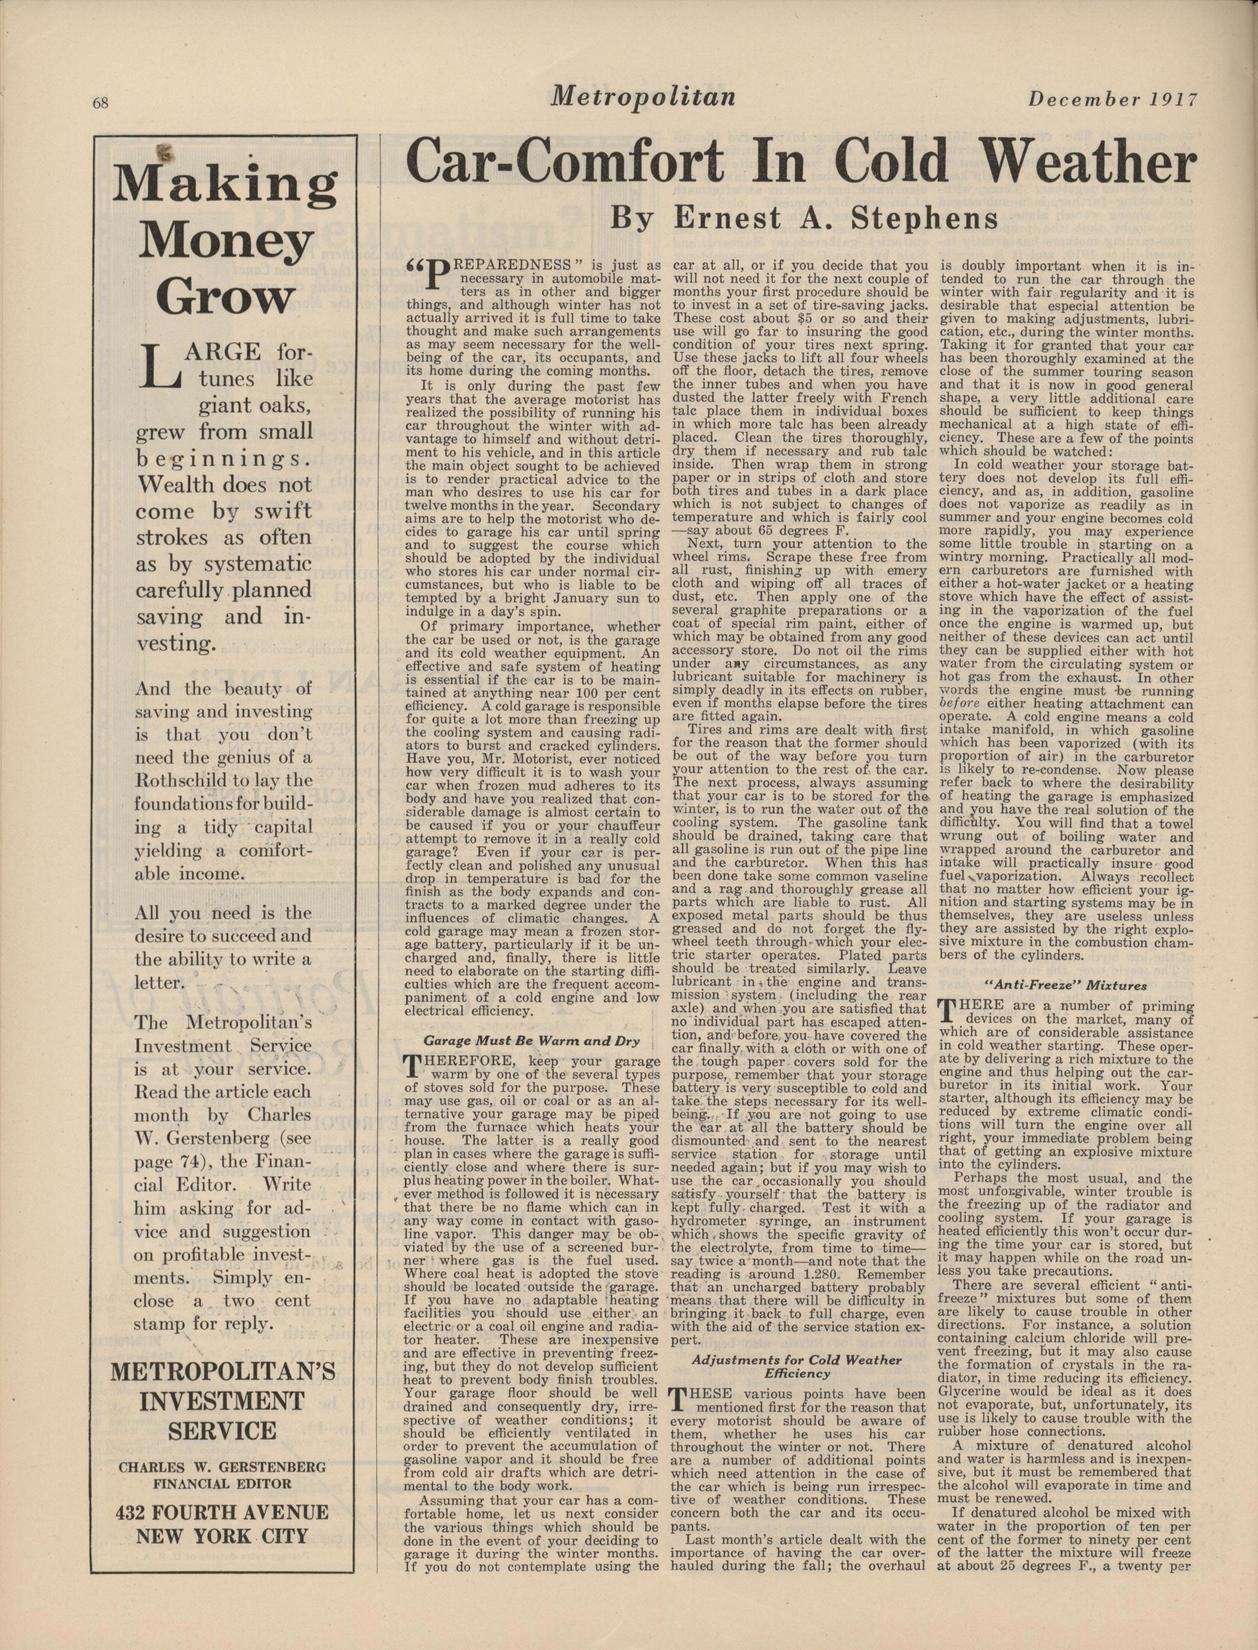 68
Metropolitan
December 1917
Making
Money
Grow
LARGE for-
tunes like
giant oaks,
grew from small
beginnings.
Wealth does not
come by swift
strokes as often
as by systematic
carefully planned
saving and in-
vesting.
And the beauty of
saving and investing
is that you don't
need the genius of a
Rothschild to lay the
foundations for build-
ing a tidy capital
yielding a comfort-
able income.
All you need is the
desire to succeed and
the ability to write a
letter.
The Metropolitan's
Investment Service
is at your service.
Read the article each
month by Charles
W. Gerstenberg (see
page 74), the Finan-
cial Editor. Write
him asking for ad-
vice and suggestion
on profitable invest-
ments. Simply en-
close a two cent
stamp for reply.
METROPOLITAN'S
INVESTMENT
SERVICE
CHARLES W. GERSTENBERG
FINANCIAL EDITOR
432 FOURTH AVENUE
NEW YORK CITY
Car-Comfort In Cold Weather
By Ernest A. Stephens
"PREPAREDNESS" is just as
necessary in automobile mat-
ters as in other and bigger
things, and although winter has not
actually arrived it is full time to take
thought and make such arrangements
as may seem necessary for the well-
being of the car, its occupants, and
its home during the coming months.
It is only during the past few
years that the average motorist has
realized the possibility of running his
car throughout the winter with ad-
vantage to himself and without detri-
ment to his vehicle, and in this article
the main object sought to be achieved
is to render practical advice to the
man who desires to use his car for
twelve months in the year. Secondary
aims are to help the motorist who de-
cides to garage his car until spring
and to suggest the course which
should be adopted by the individual
who stores his car under normal cir-
cumstances, but who is liable to be
tempted by a bright January sun to
indulge in a day's spin.
Of primary importance, whether
the car be used or not, is the garage
and its cold weather equipment. An
effective and safe system of heating
is essential if the car is to be main-
tained at anything near 100 per cent
efficiency. A cold garage is responsible
for quite a lot more than freezing up
the cooling system and causing radi-
ators to burst and cracked cylinders.
Have you, Mr. Motorist, ever noticed
how very difficult it is to wash your
car when frozen mud adheres to its
body and have you realized that con-
siderable damage is almost certain to
be caused if you or your chauffeur
attempt to remove it in a really cold
garage? Even if your car is per-
fectly clean and polished any unusual
drop in temperature is bad for the
finish as the body expands and con-
tracts to a marked degree under the
influences of climatic changes. A
cold garage may mean a frozen stor-
age battery, particularly if it be un-
charged and, finally, there is little
need to elaborate on the starting diffi-
culties which are the frequent accom-
paniment of a cold engine and low
electrical efficiency.
Garage Must Be Warm and Dry
THEREFORE, keep your garage
warm by one of the several types
of stoves sold for the purpose. These
may use gas, oil or coal or as an al-
ternative your garage may be piped
from the furnace which heats your
house. The latter is a really good
plan in cases where the garage is suffi-
ciently close and where there is sur-
plus heating power in the boiler. What-
ever method is followed it is necessary
that there be no flame which can in
any way come in contact with gaso-
line vapor. This danger may be ob-
viated by the use of a screened bur-
ner where gas is the fuel used.
Where coal heat is adopted the stove
should be located outside the garage.
If you have no adaptable heating
facilities you should use either an
electric or a coal oil engine and radia-
tor heater. These are inexpensive
and are effective in preventing freez-
ing, but they do not develop sufficient
heat to prevent body finish troubles.
Your garage floor should be well
drained and consequently dry, irre-
spective of weather conditions; it
should be efficiently ventilated in
order to prevent the accumulation of
gasoline vapor and it should be free
from cold air drafts which are detri-
mental to the body work.
Assuming that your car has a com-
fortable home, let us next consider
the various things which should be
done in the event of your deciding to
garage it during the winter months.
If you do not contemplate using the
car at all, or if you decide that you
will not need it for the next couple of
months your first procedure should be
to invest in a set of tire-saving jacks.
These cost about $5 or so and their
use will go far to insuring the good
condition of your tires next spring.
Use these jacks to lift all four wheels
off the floor, detach the tires, remove
the inner tubes and when you have
dusted the latter freely with French
talc place them in individual boxes
in which more talc has been already
placed. Clean the tires thoroughly,
dry them if necessary and rub talc
inside. Then wrap them in strong
paper or in strips of cloth and store
both tires and tubes in a dark place
which is not subject to changes of
temperature and which is fairly cool
—say about 65 degrees F.
Next, turn your attention to the
wheel rims. Scrape these free from
all rust, finishing up with emery
cloth and wiping off all traces of
dust, etc. Then apply one of the
several graphite preparations or a
coat of special rim paint, either of
which may be obtained from any good
accessory store. Do not oil the rims
under any circumstances, as any
lubricant suitable for machinery is
simply deadly in its effects on rubber,
even if months elapse before the tires
are fitted again.
Tires and rims are dealt with first
for the reason that the former should
be out of the way before you turn
your attention to the rest of the car.
The next process, always assuming
that your car is to be stored for the
winter, is to run the water out of the
cooling system. The gasoline tank
should be drained, taking care that
all gasoline is run out of the pipe line
and the carburetor. When this has
been done take some common vaseline
and a rag and thoroughly grease all
parts which are liable to rust. All
exposed metal parts should be thus
greased and do not forget the fly-
wheel teeth through which your elec-
tric starter operates. Plated parts
should be treated similarly. Leave
lubricant in the engine and trans-
mission system (including the rear
axle) and when you are satisfied that
no individual part has escaped atten-
tion, and before you have covered the
car finally with a cloth or with one of
the tough paper covers sold for the
purpose, remember that your storage
battery is very susceptible to cold and
take the steps necessary for its well-
being. If you are not going to use
the car at all the battery should be
dismounted and sent to the nearest
service station for storage until
needed again; but if you may wish to
use the car occasionally you should
satisfy yourself that the battery is
kept fully charged. Test it with a
hydrometer syringe, an instrument
which shows the specific gravity of
the electrolyte, from time to time—
say twice a month—and note that the
reading is around 1.280. Remember
that an uncharged battery probably
means that there will be difficulty in
bringing it back to full charge, even
with the aid of the service station ex-
pert.
Adjustments for Cold Weather
Efficiency
THESE various points have been
mentioned first for the reason that
every motorist should be aware of
them, whether he uses his car
throughout the winter or not. There
are a number of additional points
which need attention in the case of
the car which is being run irrespec-
tive of weather conditions. These
concern both the car and its occu-
pants.
Last month's article dealt with the
importance of having the car over-
hauled during the fall; the overhaul
is doubly important when it is in-
tended to run the car through the
winter with fair regularity and it is
desirable that especial attention be
given to making adjustments, lubri-
cation, etc., during the winter months.
Taking it for granted that your car
has been thoroughly examined at the
close of the summer touring season
and that it is now in good general
shape, a very little additional care
should be sufficient to keep things
mechanical at a high state of effi-
ciency. These are a few of the points
which should be watched:
In cold weather your storage bat-
tery does not develop its full effi-
ciency, and as, in addition, gasoline
does not vaporize as readily as in
summer and your engine becomes cold
more rapidly, you may experience
some little trouble in starting on a
wintry morning. Practically all mod-
ern carburetors are furnished with
either a hot-water jacket or a heating
stove which have the effect of assist-
ing in the vaporization of the fuel
once the engine is warmed up, but
neither of these devices can act until
they can be supplied either with hot
water from the circulating system or
hot gas from the exhaust. In other
words the engine must be running
before either heating attachment can
operate. A cold engine means a cold
intake manifold, in which gasoline
which has been vaporized (with its
proportion of air) in the carburetor
is likely to re-condense. Now please
refer back to where the desirability
of heating the garage is emphasized
and you have the real solution of the
difficulty. You will find that a towel
wrung out of boiling water and
wrapped around the carburetor and
intake will practically insure good
fuel vaporization. Always recollect
that no matter how efficient your ig-
nition and starting systems may be in
themselves, they are useless unless
they are assisted by the right explo-
sive mixture in the combustion cham-
bers of the cylinders.
"Anti-Freeze" Mixtures
THERE are a number of priming
devices on the market, many of
which are of considerable assistance
in cold weather starting. These oper-
ate by delivering a rich mixture to the
engine and thus helping out the car-
buretor in its initial work. Your
starter, although its efficiency may be
reduced by extreme climatic condi-
tions will turn the engine over all
right, your immediate problem being
that of getting an explosive mixture
into the cylinders.
Perhaps the most usual, and the
most unforgivable, winter trouble is
the freezing up of the radiator and
cooling system. If your garage is
heated efficiently this won't occur dur-
ing the time your car is stored, but
it may happen while on the road un-
less you take precautions.
There are several efficient "anti-
freeze" mixtures but some of them
are likely to cause trouble in other
directions. For instance, a solution
containing calcium chloride will pre-
vent freezing, but it may also cause
the formation of crystals in the ra-
diator, in time reducing its efficiency.
Glycerine would be ideal as it does
not evaporate, but, unfortunately, its
use is likely to cause trouble with the
rubber hose connections.
A mixture of denatured alcohol
and water is harmless and is inexpen-
sive, but it must be remembered that
the alcohol will evaporate in time and
must be renewed.
If denatured alcohol be mixed with
water in the proportion of ten per
cent of the former to ninety per cent
of the latter the mixture will freeze
at about 25 degrees F., a twenty per